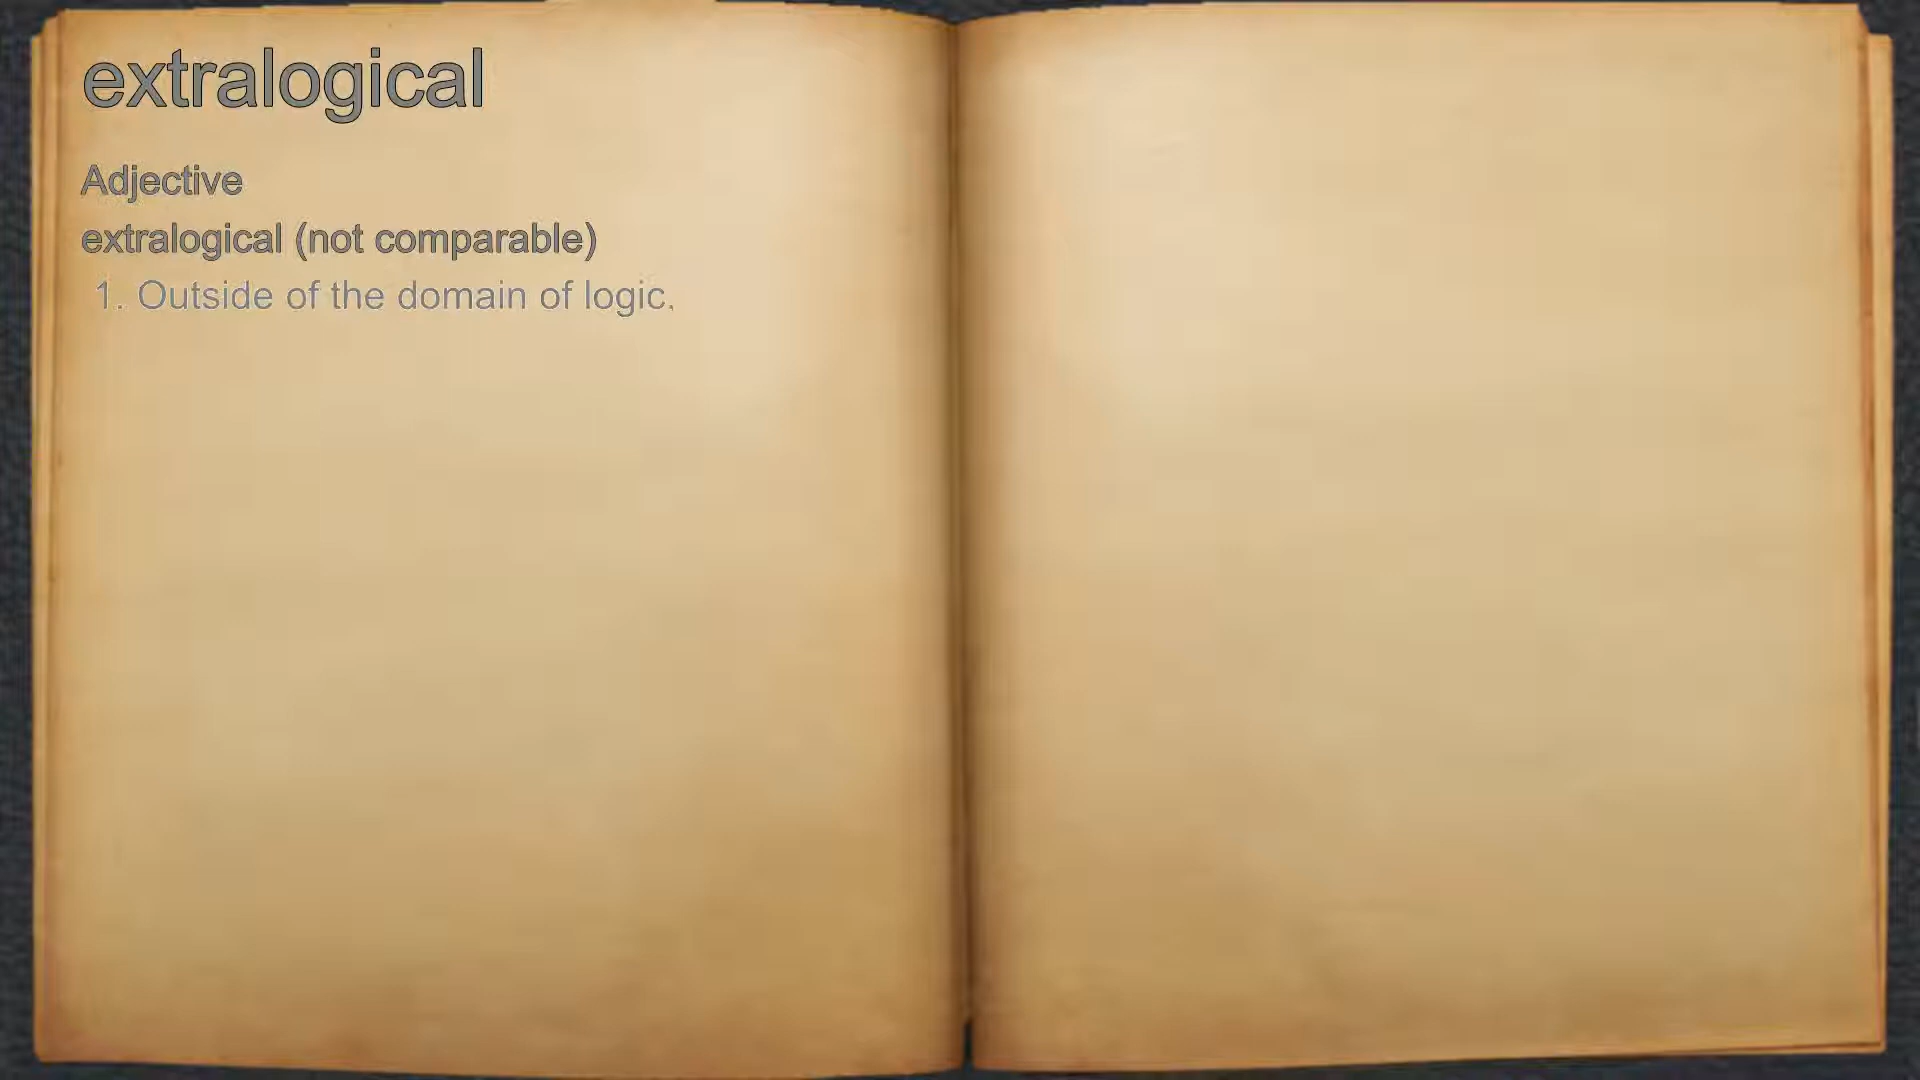 extralogical
Adjective
extralogical (not comparable)
1. Outside of the domain of logic.